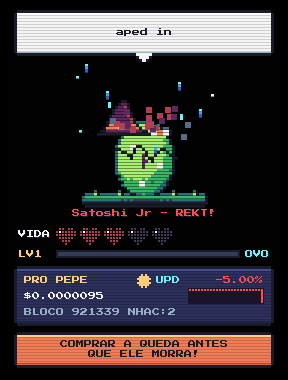 aped in
Satoshi Jr - REKT!
VIDA
LV1 OVO
PRO PEPE UPD -5.00%
$0.0000095
BLOCO 921339 NHAC:2
COMPRAR A QUEDA ANTES
QUE ELE MORRA!